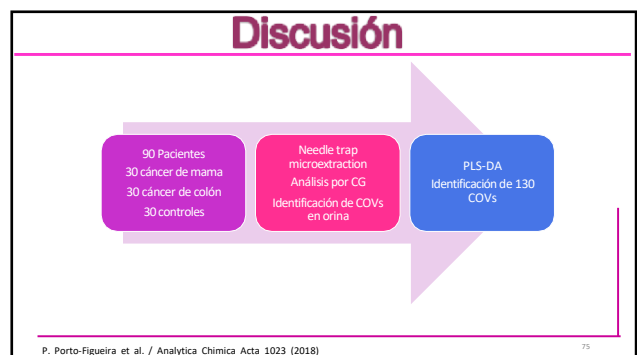 Discusión
90 Pacientes
30 cáncer de mama
30 cáncer de colón
30 controles
Needle trap
microextraction
Análisis por CG
Identificación de COVs
en orina
PLS-DA
Identificación de 130
COVs
P. Porto-Figueira et al. / Analytica Chimica Acta 1023 (2018)
75